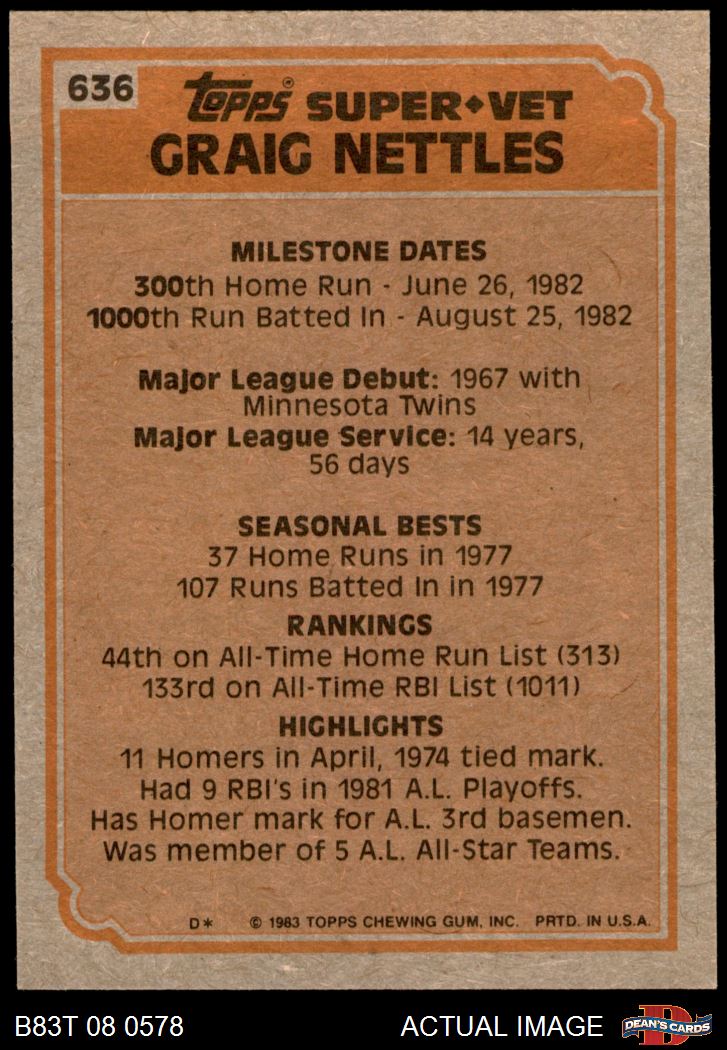 636
Topps® SUPER◆VET
GRAIG NETTLES
MILESTONE DATES
300th Home Run - June 26, 1982
1000th Run Batted In - August 25, 1982
Major League Debut: 1967 with
Minnesota Twins
Major League Service: 14 years,
56 days
SEASONAL BESTS
37 Home Runs in 1977
107 Runs Batted In in 1977
RANKINGS
44th on All-Time Home Run List (313)
133rd on All-Time RBI List (1011)
HIGHLIGHTS
11 Homers in April, 1974 tied mark.
Had 9 RBI's in 1981 A.L. Playoffs.
Has Homer mark for A.L. 3rd basemen.
Was member of 5 A.L. All-Star Teams.
D* © 1983 TOPPS CHEWING GUM, INC. PRTD. IN U.S.A.
B83T 08 0578 ACTUAL IMAGE DEAN'S CARDS